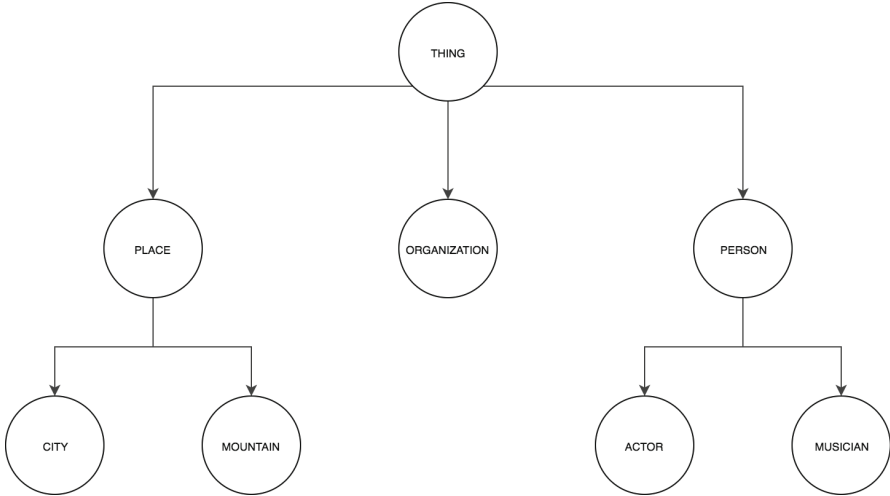 THING
PLACE
ORGANIZATION
PERSON
CITY
MOUNTAIN
ACTOR
MUSICIAN